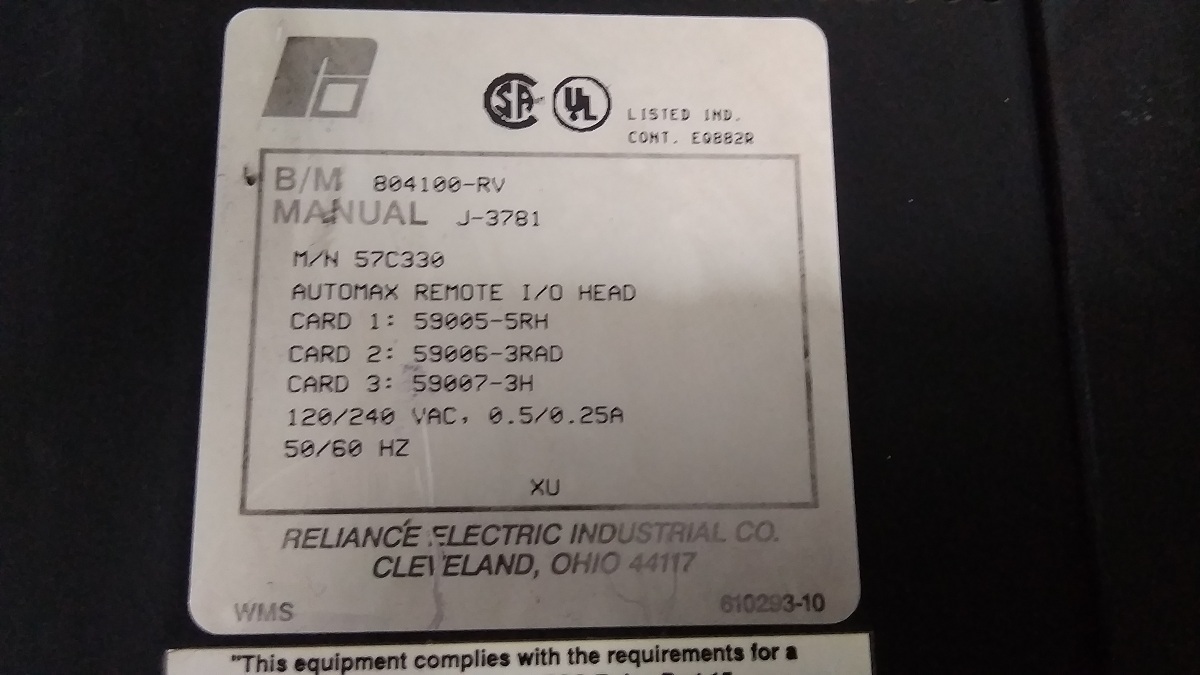 SA UL
LISTED IND.
CONT. EQ882R
B/M 804100-RV
MANUAL J-3781
M/N 57C330
AUTOMAX REMOTE I/O HEAD
CARD 1: 59005-5RH
CARD 2: 59006-3RAD
CARD 3: 59007-3H
120/240 VAC, 0.5/0.25A
50/60 HZ
XU
RELIANCE ELECTRIC INDUSTRIAL CO.
CLEVELAND, OHIO 44117
WMS 610293-10
"This equipment complies with the requirements for a